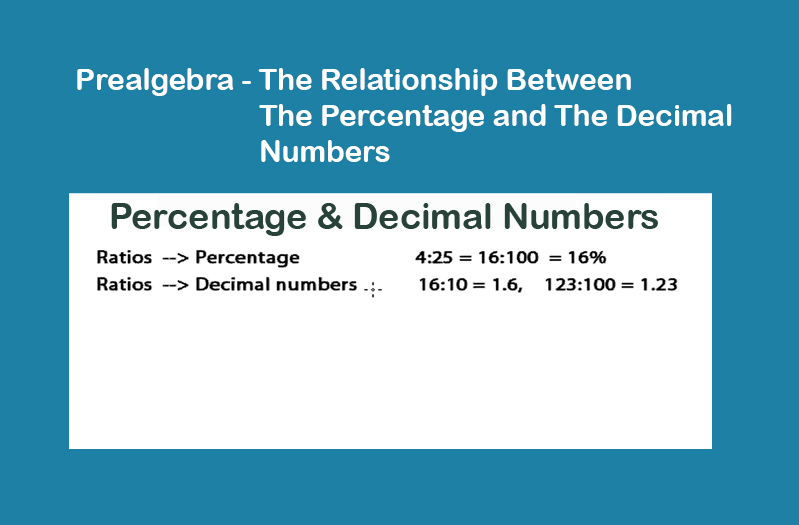 Prealgebra - The Relationship Between
The Percentage and The Decimal
Numbers
Percentage & Decimal Numbers
Ratios --> Percentage 4:25 = 16:100 = 16%
Ratios --> Decimal numbers 16:10 = 1.6, 123:100 = 1.23